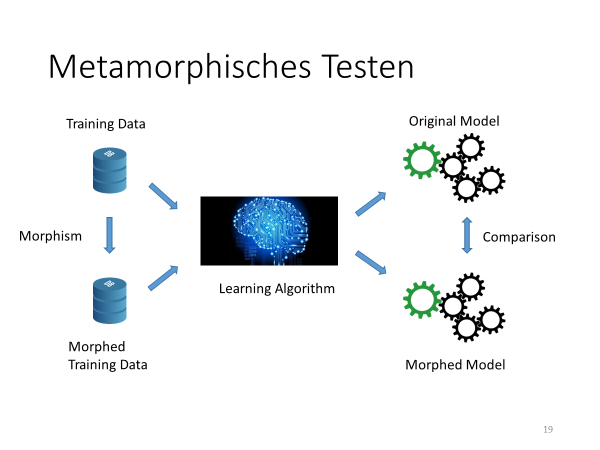 Metamorphisches Testen
Training Data
Original Model
Morphism
Comparison
Learning Algorithm
Morphed
Training Data
Morphed Model
19